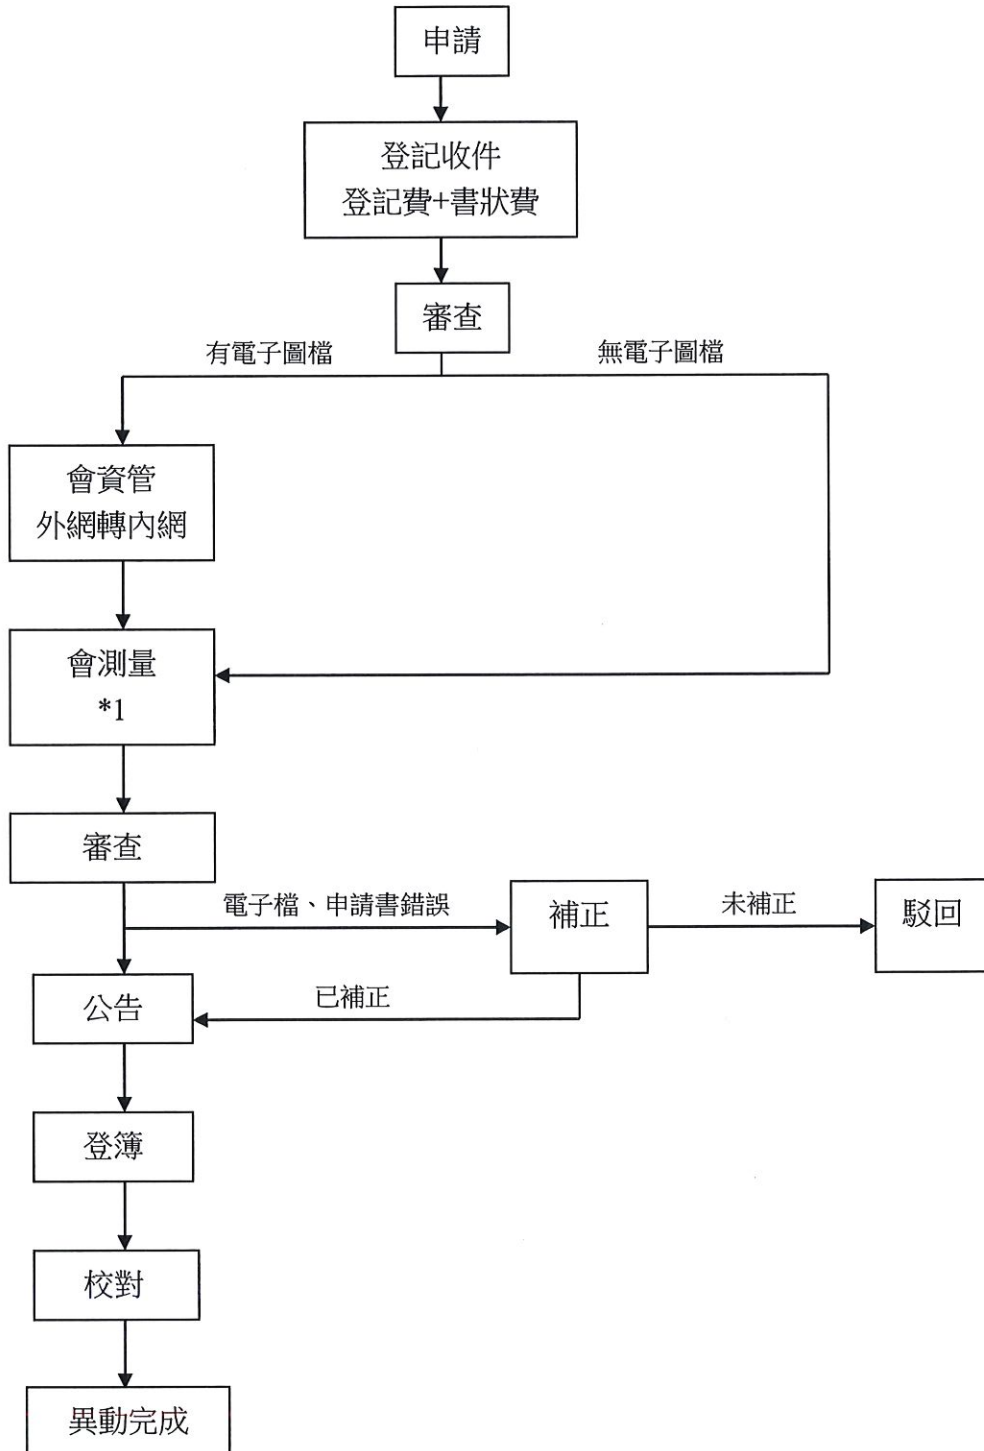 申請
登記收件
登記費+書狀費
審查
有電子圖檔
無電子圖檔
會資管
外網轉內網
會測量
*1
審查
電子檔、申請書錯誤
補正
未補正
駁回
公告
已補正
登簿
校對
異動完成